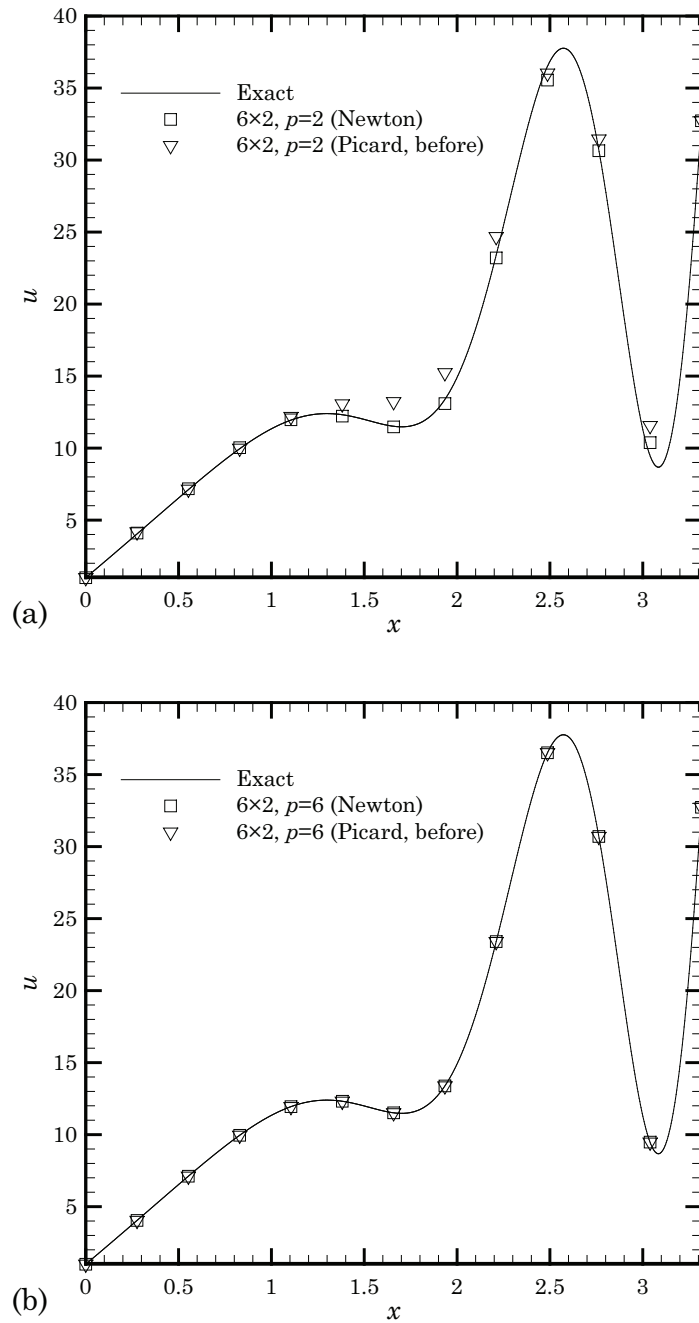 40
35
30
25
20
15
10
5
u
Exact
6×2, p=2 (Newton)
6×2, p=2 (Picard, before)
0 0.5 1 1.5 2 2.5 3
x
(a)
40
35
30
25
20
15
10
5
u
Exact
6×2, p=6 (Newton)
6×2, p=6 (Picard, before)
0 0.5 1 1.5 2 2.5 3
x
(b)